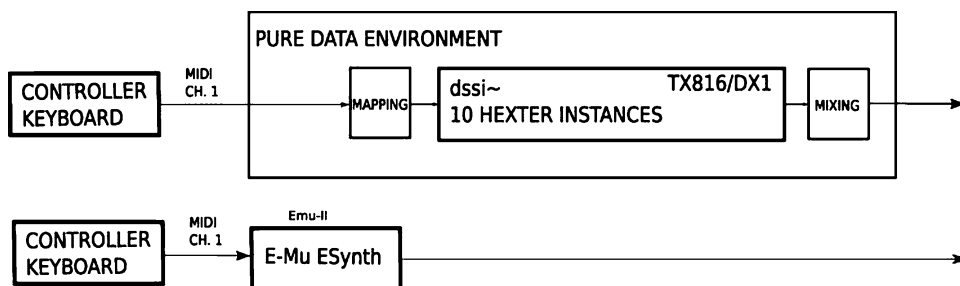 PURE DATA ENVIRONMENT
CONTROLLER
KEYBOARD
MIDI
CH. 1
MAPPING
dssi~
TX816/DX1
10 HEXTER INSTANCES
MIXING
CONTROLLER
KEYBOARD
MIDI
CH. 1
Emu-II
E-Mu ESynth